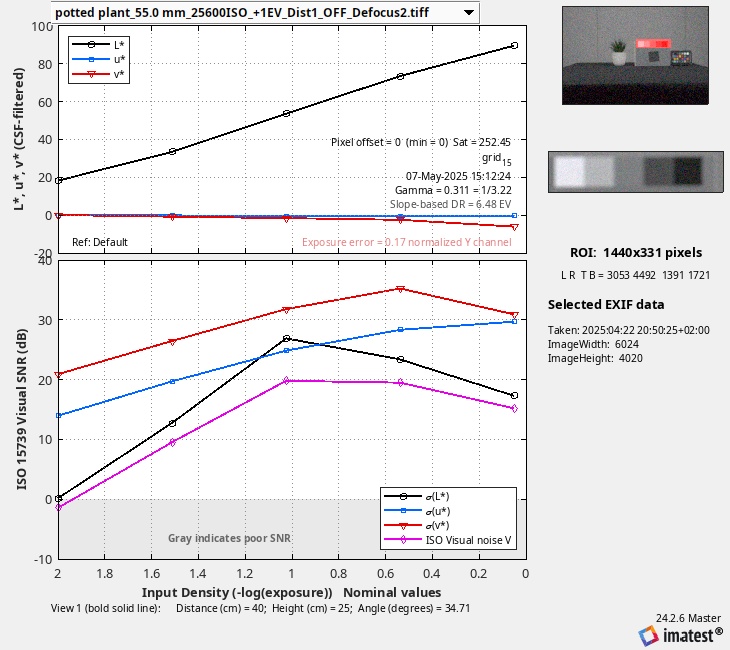 potted plant_55.0 mm_25600ISO_+1EV_Dist1_OFF_Defocus2.tiff
100
80
60
40
20
0
-20
L*, u*, v* (CSF-filtered)
L*
u*
v*
Pixel offset = 0 (min = 0) Sat = 252.45
grid15
07-May-2025 15:12:24
Gamma = 0.311 = 1/3.22
Slope-based DR = 6.48 EV
Ref: Default
Exposure error = 0.17 normalized Y channel
40
30
20
10
0
-10
ISO 15739 Visual SNR (dB)
σ(L*)
σ(u*)
σ(v*)
ISO Visual noise V
Gray indicates poor SNR
2 1.8 1.6 1.4 1.2 1 0.8 0.6 0.4 0.2 0
Input Density (-log(exposure)) Nominal values
View 1 (bold solid line): Distance (cm) = 40; Height (cm) = 25; Angle (degrees) = 34.71
ROI: 1440x331 pixels
L R T B = 3053 4492 1391 1721
Selected EXIF data
Taken: 2025:04:22 20:50:25+02:00
ImageWidth: 6024
ImageHeight: 4020
24.2.6 Master
imatest®